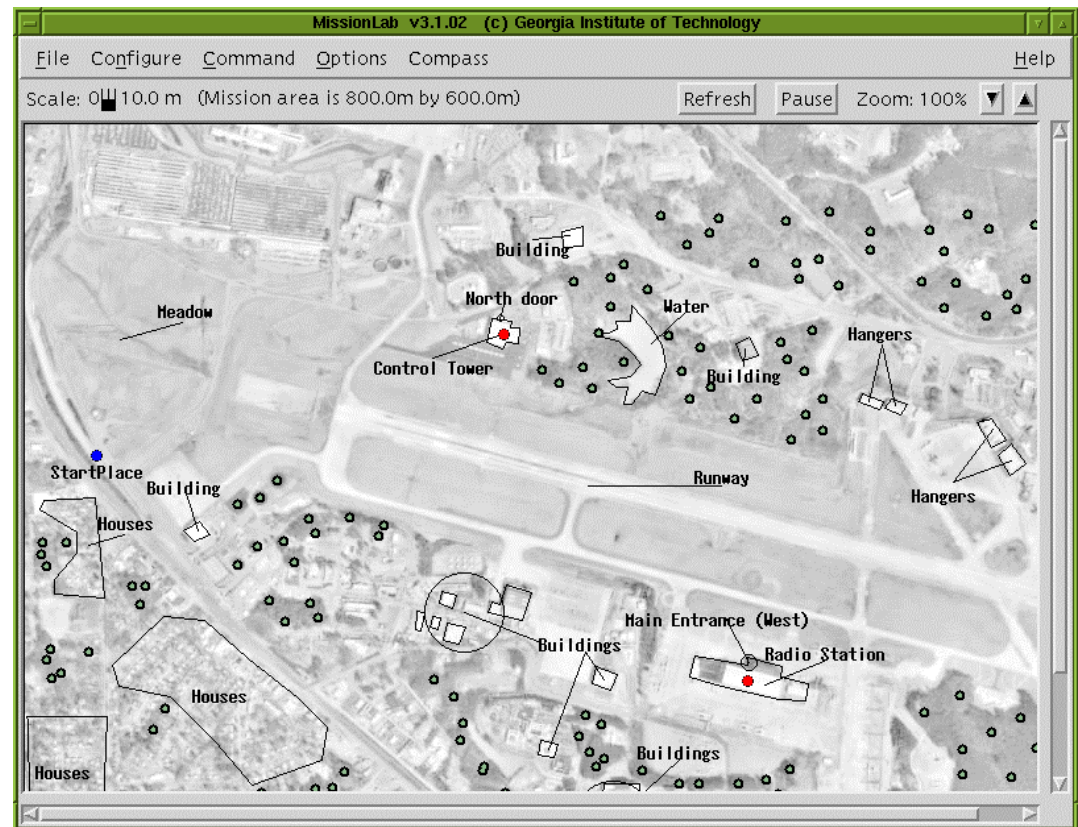 MissionLab v3.1.02 (c) Georgia Institute of Technology
File Configure Command Options Compass Help
Scale: 0 10.0 m (Mission area is 800.0m by 600.0m) Refresh Pause Zoom: 100%
Building
North door
Water
Meadow
Hangers
Control Tower
Building
StartPlace
Runway
Building
Hangers
Houses
Main Entrance (West)
Buildings
Radio Station
Houses
Buildings
Houses